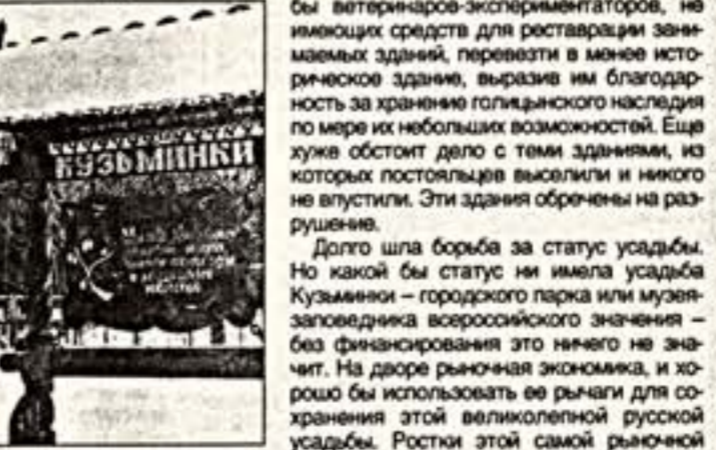 КУЗЬМИНКИ
бы ветеринаров-экспериментаторов, не
имеющих средств для реставрации зани-
маемых зданий, перевезти в менее исто-
рическое здание, выразив им благодар-
ность за хранение голицынского наследия
по мере их небольших возможностей. Еще
хуже обстоит дело с теми зданиями, из
которых постояльцев выселили и никого
не впустили. Эти здания обречены на раз-
рушение.
Долго шла борьба за статус усадьбы.
Но какой бы статус ни имела усадьба
Кузьминки – городского парка или музея-
заповедника всероссийского значения –
без финансирования это ничего не зна-
чит. На дворе рыночная экономика, и хо-
рошо бы использовать ее рычаги для со-
хранения этой великолепной русской
усадьбы. Ростки этой самой рыночной